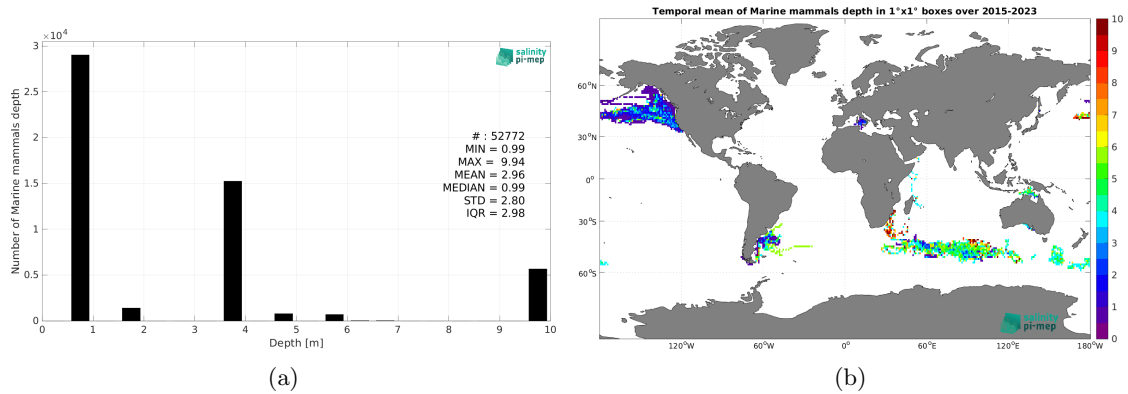 ×10⁴
3
2.5
2
1.5
1
0.5
0
Number of Marine mammals depth
salinity
pi-mep
# : 52772
MIN = 0.99
MAX = 9.94
MEAN = 2.96
MEDIAN = 0.99
STD = 2.80
IQR = 2.98
0 1 2 3 4 5 6 7 8 9 10
Depth [m]
(a)
Temporal mean of Marine mammals depth in 1°x1° boxes over 2015-2023
60°N
30°N
0°
30°S
60°S
120°W 60°W 0° 60°E 120°E 180°W
salinity
pi-mep
10
9
8
7
6
5
4
3
2
1
0
(b)